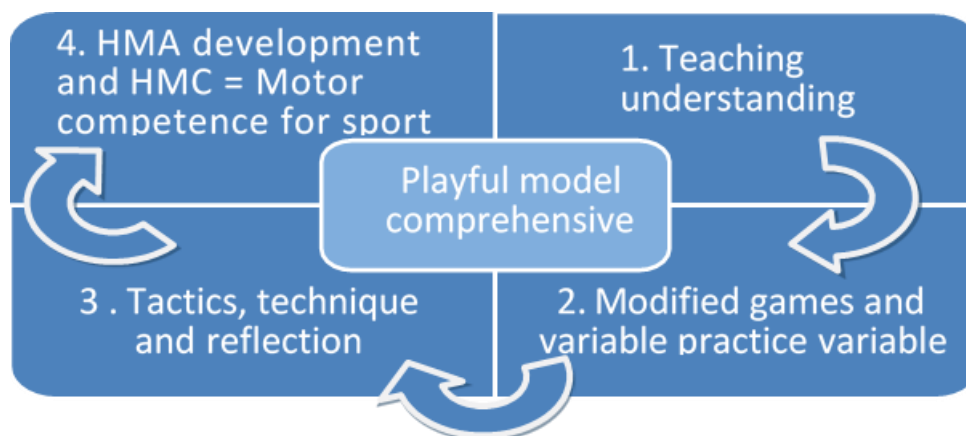 4. HMA development
and HMC = Motor
competence for sport
1. Teaching
understanding
Playful model
comprehensive
3 . Tactics, technique
and reflection
2. Modified games and
variable practice variable